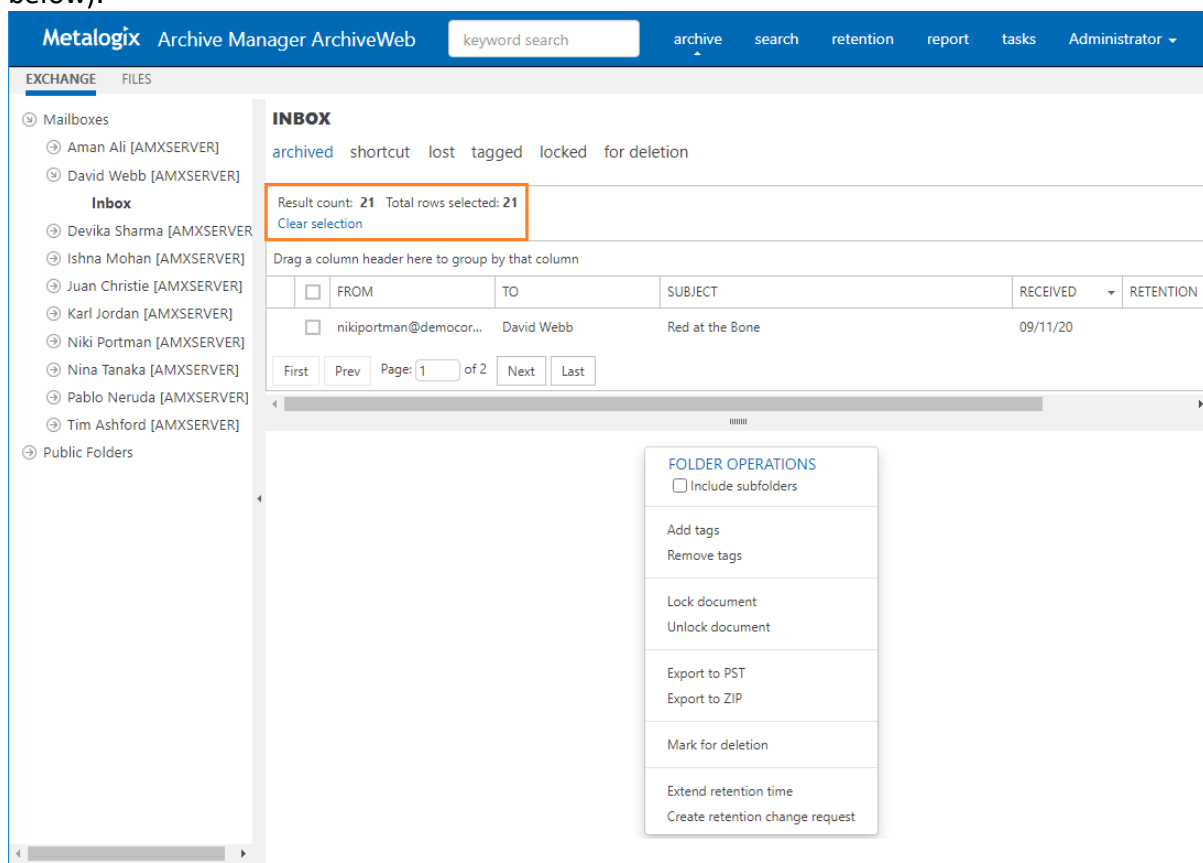 below).
Metalogix Archive Manager ArchiveWeb keyword search archive search retention report tasks Administrator
EXCHANGE FILES
Mailboxes
Aman Ali [AMXSERVER]
David Webb [AMXSERVER]
Inbox
Devika Sharma [AMXSERVER
Ishna Mohan [AMXSERVER]
Juan Christie [AMXSERVER]
Karl Jordan [AMXSERVER]
Niki Portman [AMXSERVER]
Nina Tanaka [AMXSERVER]
Pablo Neruda [AMXSERVER]
Tim Ashford [AMXSERVER]
Public Folders
INBOX
archived shortcut lost tagged locked for deletion
Result count: 21 Total rows selected: 21
Clear selection
Drag a column header here to group by that column
FROM TO SUBJECT RECEIVED RETENTION
nikiportman@democor... David Webb Red at the Bone 09/11/20
First Prev Page: 1 of 2 Next Last
FOLDER OPERATIONS
Include subfolders
Add tags
Remove tags
Lock document
Unlock document
Export to PST
Export to ZIP
Mark for deletion
Extend retention time
Create retention change request